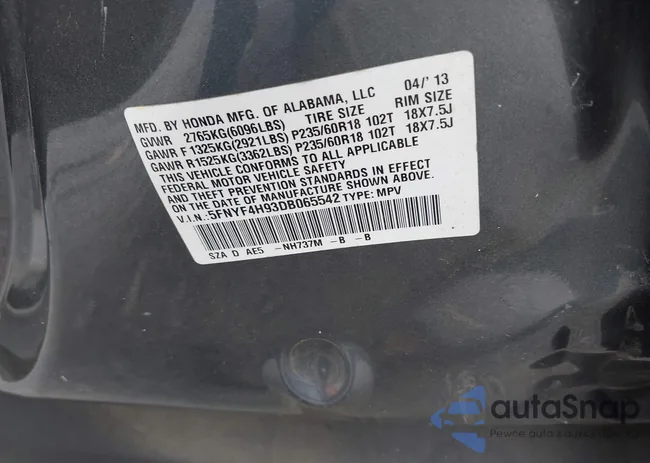 MFD. BY HONDA MFG. OF ALABAMA, LLC 04/'13
GVWR 2765KG(6096LBS) TIRE SIZE RIM SIZE
GAWR F 1325KG(2921LBS) P235/60R18 102T 18X7.5J
GAWR R1525KG(3362LBS) P235/60R18 102T 18X7.5J
THIS VEHICLE CONFORMS TO ALL APPLICABLE
FEDERAL MOTOR VEHICLE SAFETY
AND THEFT PREVENTION STANDARDS IN EFFECT
ON THE DATE OF MANUFACTURE SHOWN ABOVE.
V.I.N.: 5FNYF4H93DB065542 TYPE: MPV
SZA D AE5 -NH737M -B -B
autaSnap
Pewne auta z